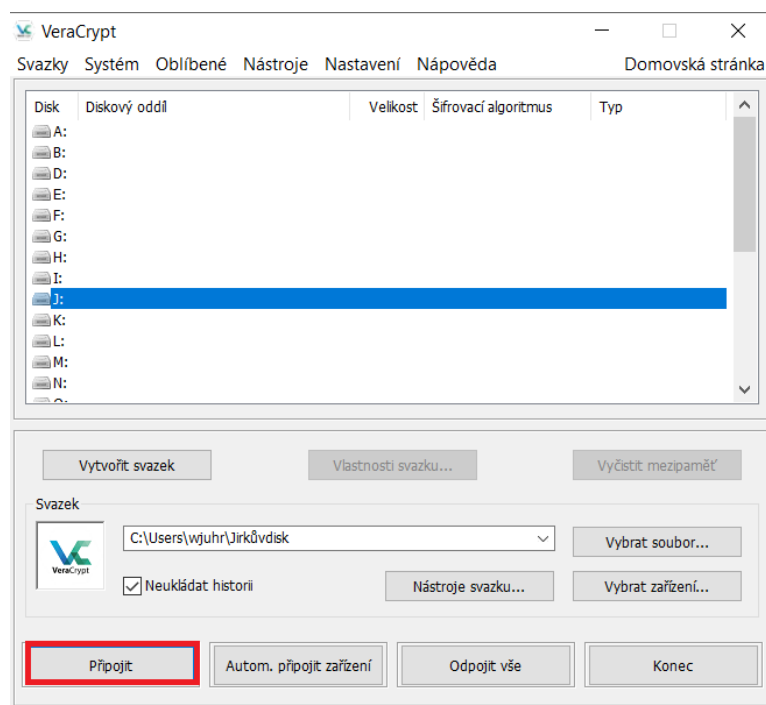 VeraCrypt
Svazky Systém Oblíbené Nástroje Nastavení Nápověda Domovská stránka
Disk Diskový oddíl Velikost Šifrovací algoritmus Typ
A:
B:
D:
E:
F:
G:
H:
I:
J:
K:
L:
M:
N:
Vytvořit svazek Vlastnosti svazku... Vyčistit mezipaměť
Svazek
C:\Users\wjuhr\Jirkůvdisk Vybrat soubor...
VeraCrypt
Neukládat historii Nástroje svazku... Vybrat zařízení...
Připojit Autom. připojit zařízení Odpojit vše Konec